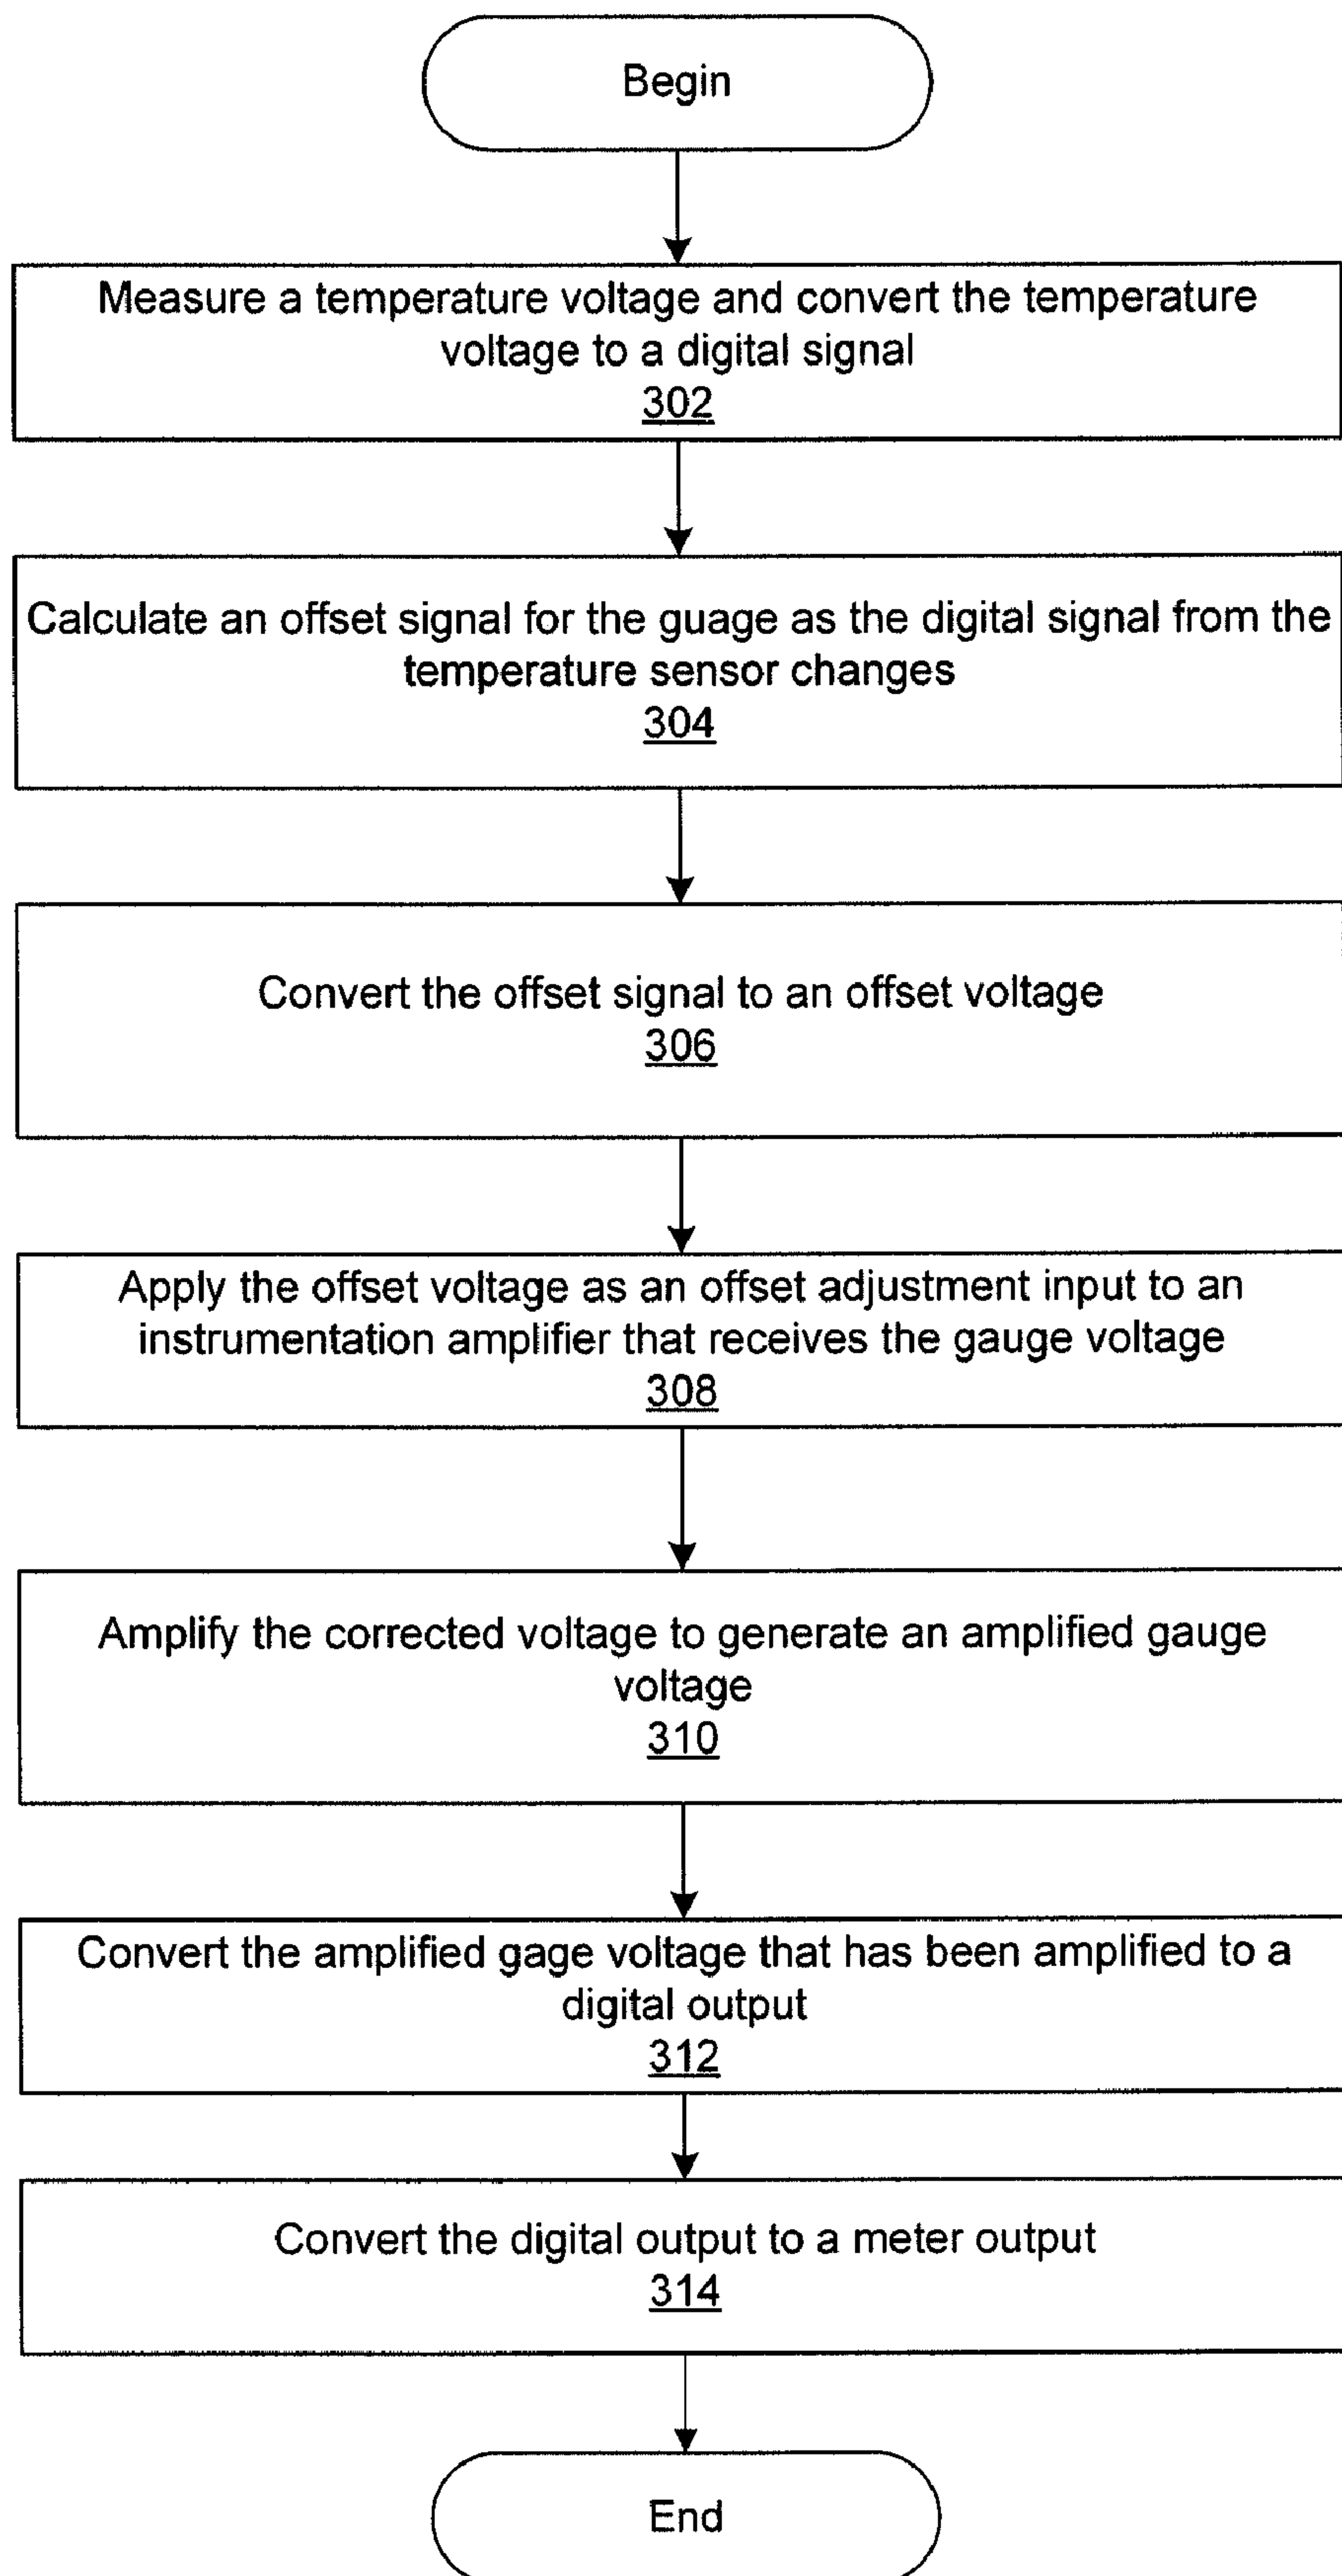 Begin
Measure a temperature voltage and convert the temperature
voltage to a digital signal
302
Calculate an offset signal for the guage as the digital signal from the
temperature sensor changes
304
Convert the offset signal to an offset voltage
306
Apply the offset voltage as an offset adjustment input to an
instrumentation amplifier that receives the gauge voltage
308
Amplify the corrected voltage to generate an amplified gauge
voltage
310
Convert the amplified gage voltage that has been amplified to a
digital output
312
Convert the digital output to a meter output
314
End